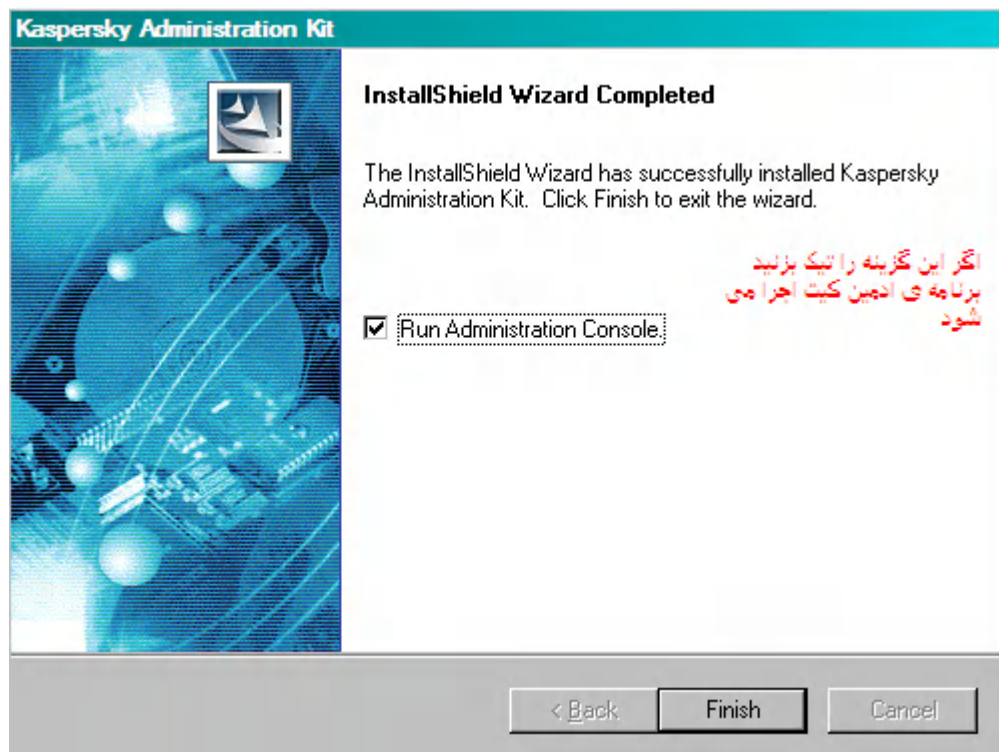 Kaspersky Administration Kit
InstallShield Wizard Completed
The InstallShield Wizard has successfully installed Kaspersky
Administration Kit. Click Finish to exit the wizard.
اگر این گزینه را تیک بزنید
برنامه ی ادمین کیت اجرا می
شود
Run Administration Console.
< Back
Finish
Cancel